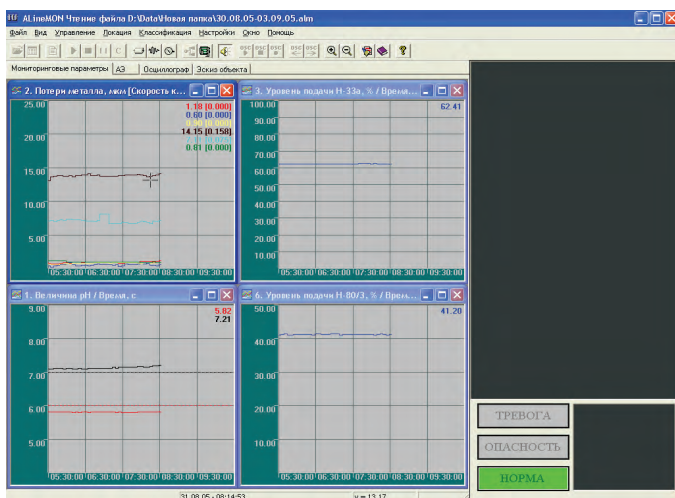 ALineMON Чтение файла D:\Data\Новая папка\30.08.05-03.09.05.alm
Файл Вид Управление Локация Классификация Настройки Окно Помощь
Мониторинговые параметры АЭ Осциллограф Эскиз объекта
2. Потери металла, мкм [Скорость к...
25.00
20.00
15.00
10.00
5.00
1.18 [0.000]
0.60 [0.000]
0.90 [0.000]
14.15 [0.158]
0.81 [0.000]
05:30:00 06:30:00 07:30:00 08:30:00 09:30:00
3. Уровень подачи Н-33а, % / Время...
100.00
90.00
80.00
70.00
60.00
50.00
40.00
30.00
20.00
10.00
62.41
05:30:00 06:30:00 07:30:00 08:30:00 09:30:00
1. Величина pH / Время, с
9.00
8.00
7.00
6.00
5.00
5.82
7.21
05:30:00 06:30:00 07:30:00 08:30:00 09:30:00
6. Уровень подачи Н-80/3, % / Врем...
50.00
40.00
30.00
20.00
10.00
41.20
05:30:00 06:30:00 07:30:00 08:30:00 09:30:00
ТРЕВОГА
ОПАСНОСТЬ
НОРМА
31.08.05 - 08:14:53
y = 13.17